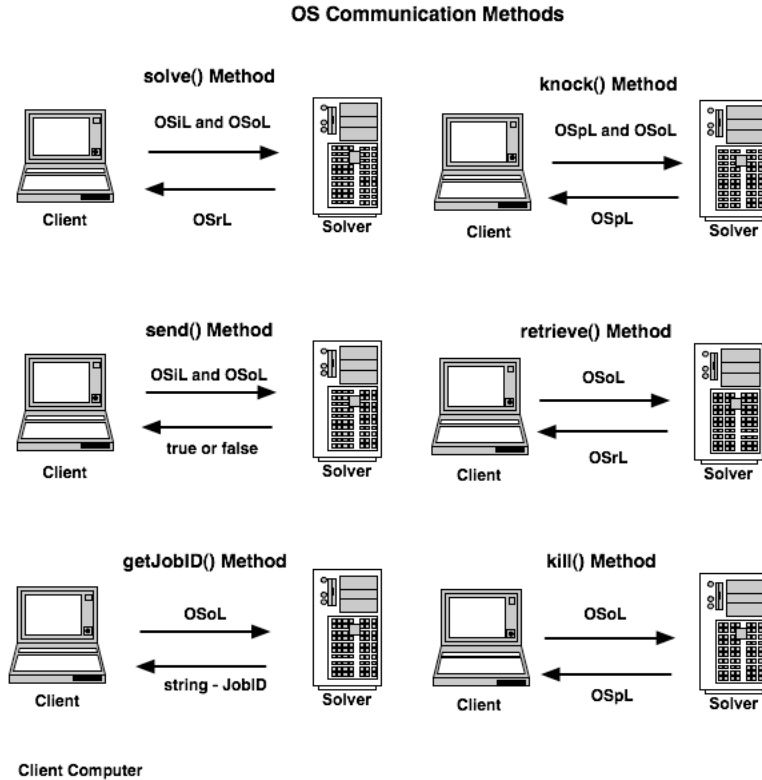 OS Communication Methods
solve() Method
OSiL and OSoL
OSrL
Client
Solver
knock() Method
OSpL and OSoL
OSpL
Client
Solver
send() Method
OSiL and OSoL
true or false
Client
Solver
retrieve() Method
OSoL
OSrL
Client
Solver
getJobID() Method
OSoL
string - JobID
Client
Solver
kill() Method
OSoL
OSpL
Client
Solver
Client Computer